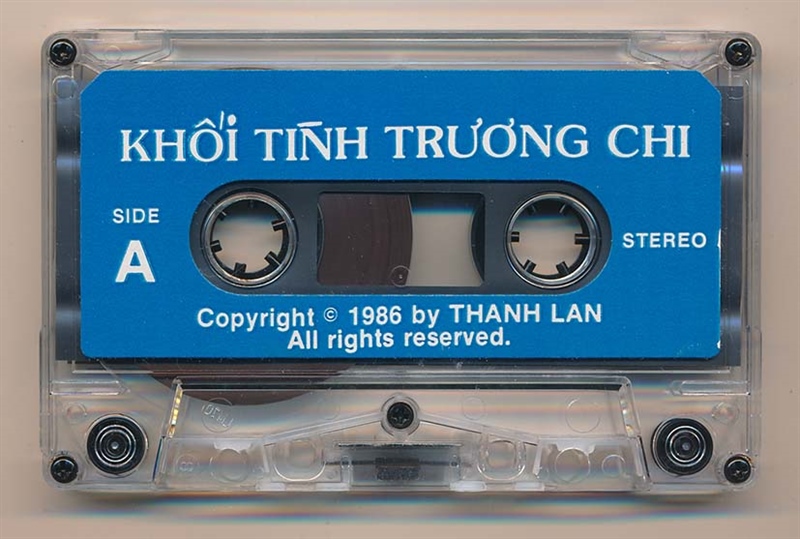 KHỐI TÌNH TRƯƠNG CHI
SIDE
A
STEREO
Copyright © 1986 by THANH LAN
All rights reserved.